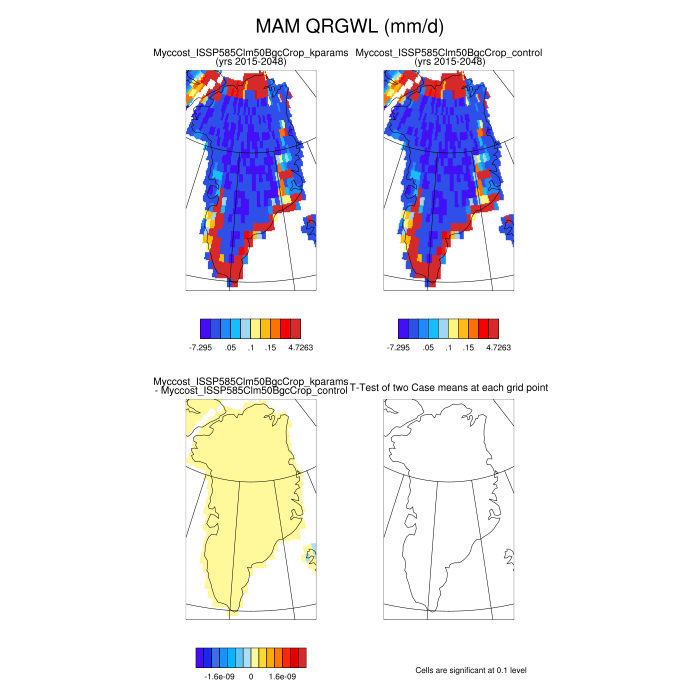 MAM QRGWL (mm/d)
Myccost_ISSP585Clm50BgcCrop_kparams
(yrs 2015-2048)
Myccost_ISSP585Clm50BgcCrop_control
(yrs 2015-2048)
-7.295 .05 .1 .15 4.7263
-7.295 .05 .1 .15 4.7263
Myccost_ISSP585Clm50BgcCrop_kparams
- Myccost_ISSP585Clm50BgcCrop_control
T-Test of two Case means at each grid point
-1.6e-09 0 1.6e-09
Cells are significant at 0.1 level